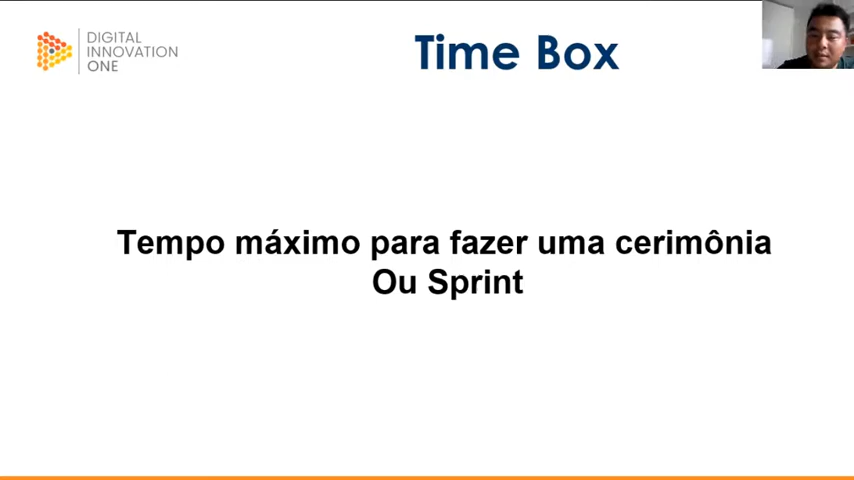 DIGITAL
INNOVATION
ONE
Time Box
Tempo máximo para fazer uma cerimônia
Ou Sprint